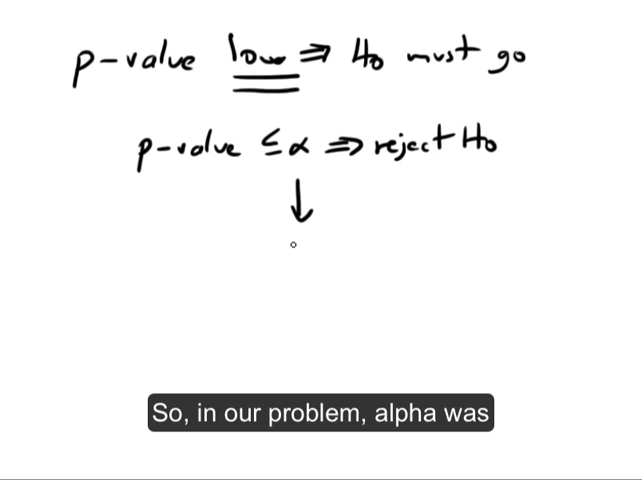 p-value low ⇒ H₀ must go
p-value ≤ α ⇒ reject H₀
↓
So, in our problem, alpha was